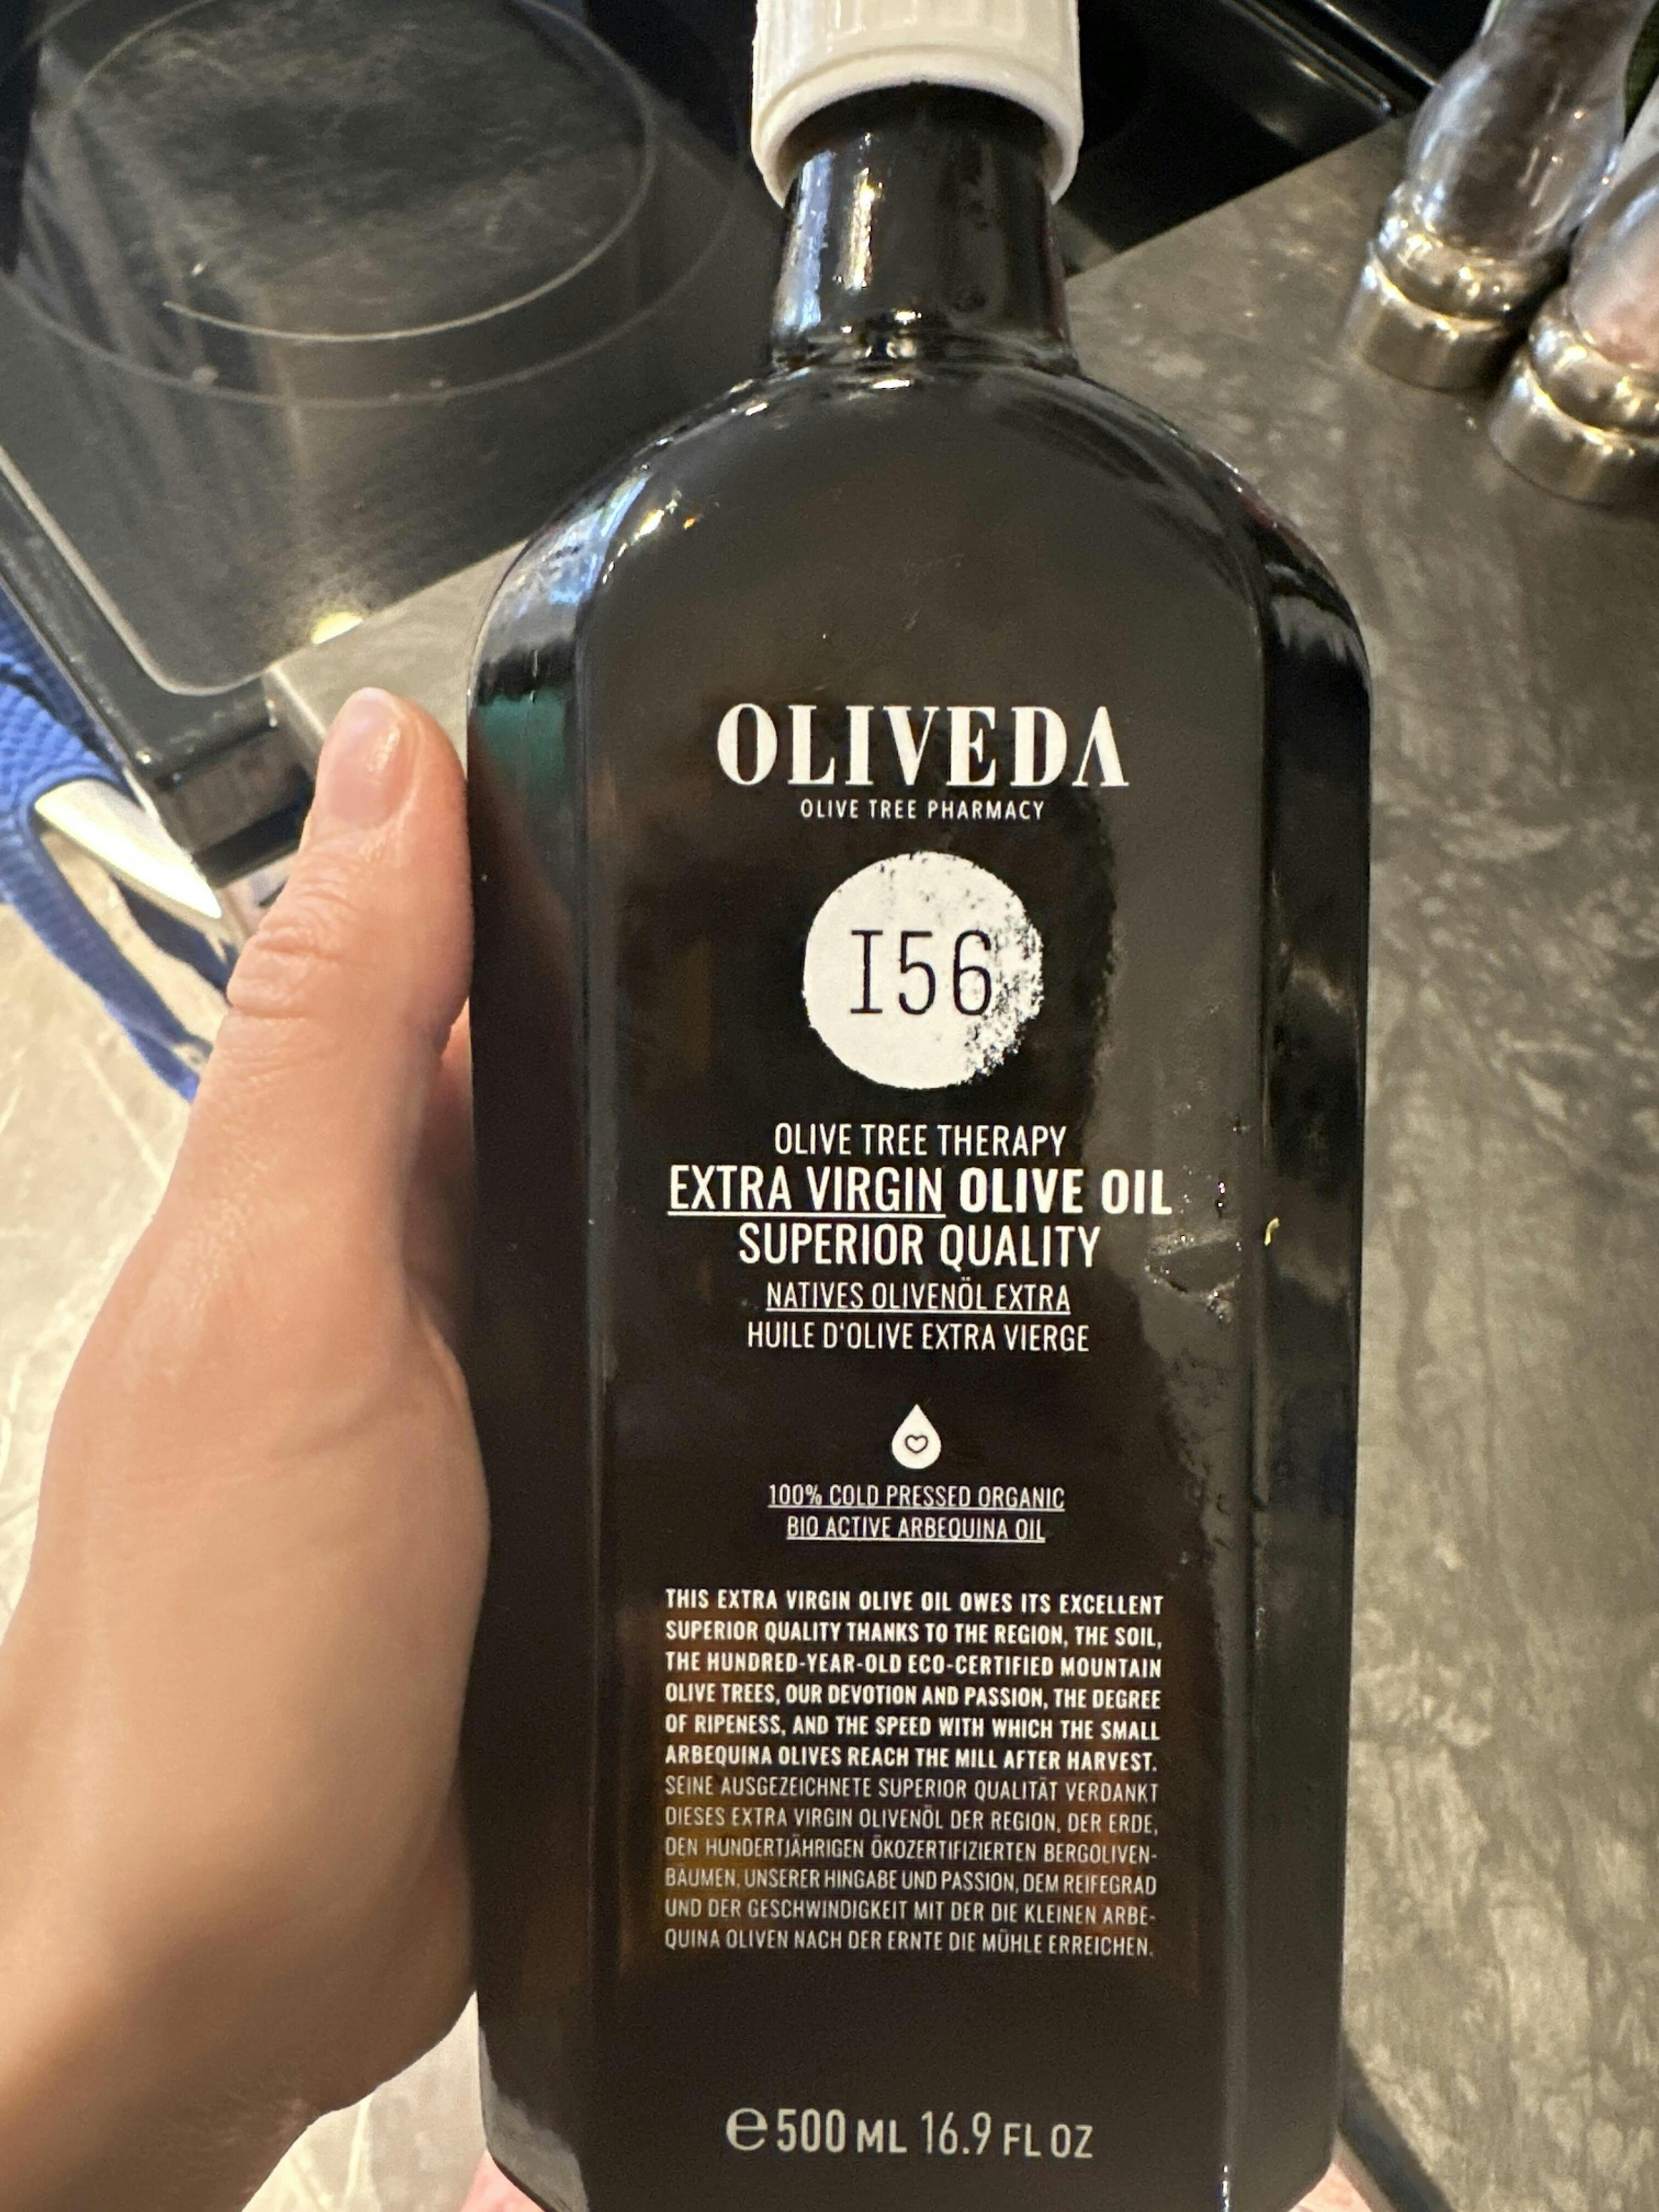 OLIVEDA
OLIVE TREE PHARMACY
I56
OLIVE TREE THERAPY
EXTRA VIRGIN OLIVE OIL
SUPERIOR QUALITY
NATIVES OLIVENÖL EXTRA
HUILE D'OLIVE EXTRA VIERGE
100% COLD PRESSED ORGANIC
BIO ACTIVE ARBEQUINA OIL
THIS EXTRA VIRGIN OLIVE OIL OWES ITS EXCELLENT
SUPERIOR QUALITY THANKS TO THE REGION, THE SOIL,
THE HUNDRED-YEAR-OLD ECO-CERTIFIED MOUNTAIN
OLIVE TREES, OUR DEVOTION AND PASSION, THE DEGREE
OF RIPENESS, AND THE SPEED WITH WHICH THE SMALL
ARBEQUINA OLIVES REACH THE MILL AFTER HARVEST.
SEINE AUSGEZEICHNETE SUPERIOR QUALITÄT VERDANKT
DIESES EXTRA VIRGIN OLIVENÖL DER REGION, DER ERDE,
DEN HUNDERTJÄHRIGEN ÖKOZERTIFIZIERTEN BERGOLIVEN-
BÄUMEN, UNSERER HINGABE UND PASSION, DEM REIFEGRAD
UND DER GESCHWINDIGKEIT MIT DER DIE KLEINEN ARBE-
QUINA OLIVEN NACH DER ERNTE DIE MÜHLE ERREICHEN.
℮ 500 ML 16.9 FL OZ